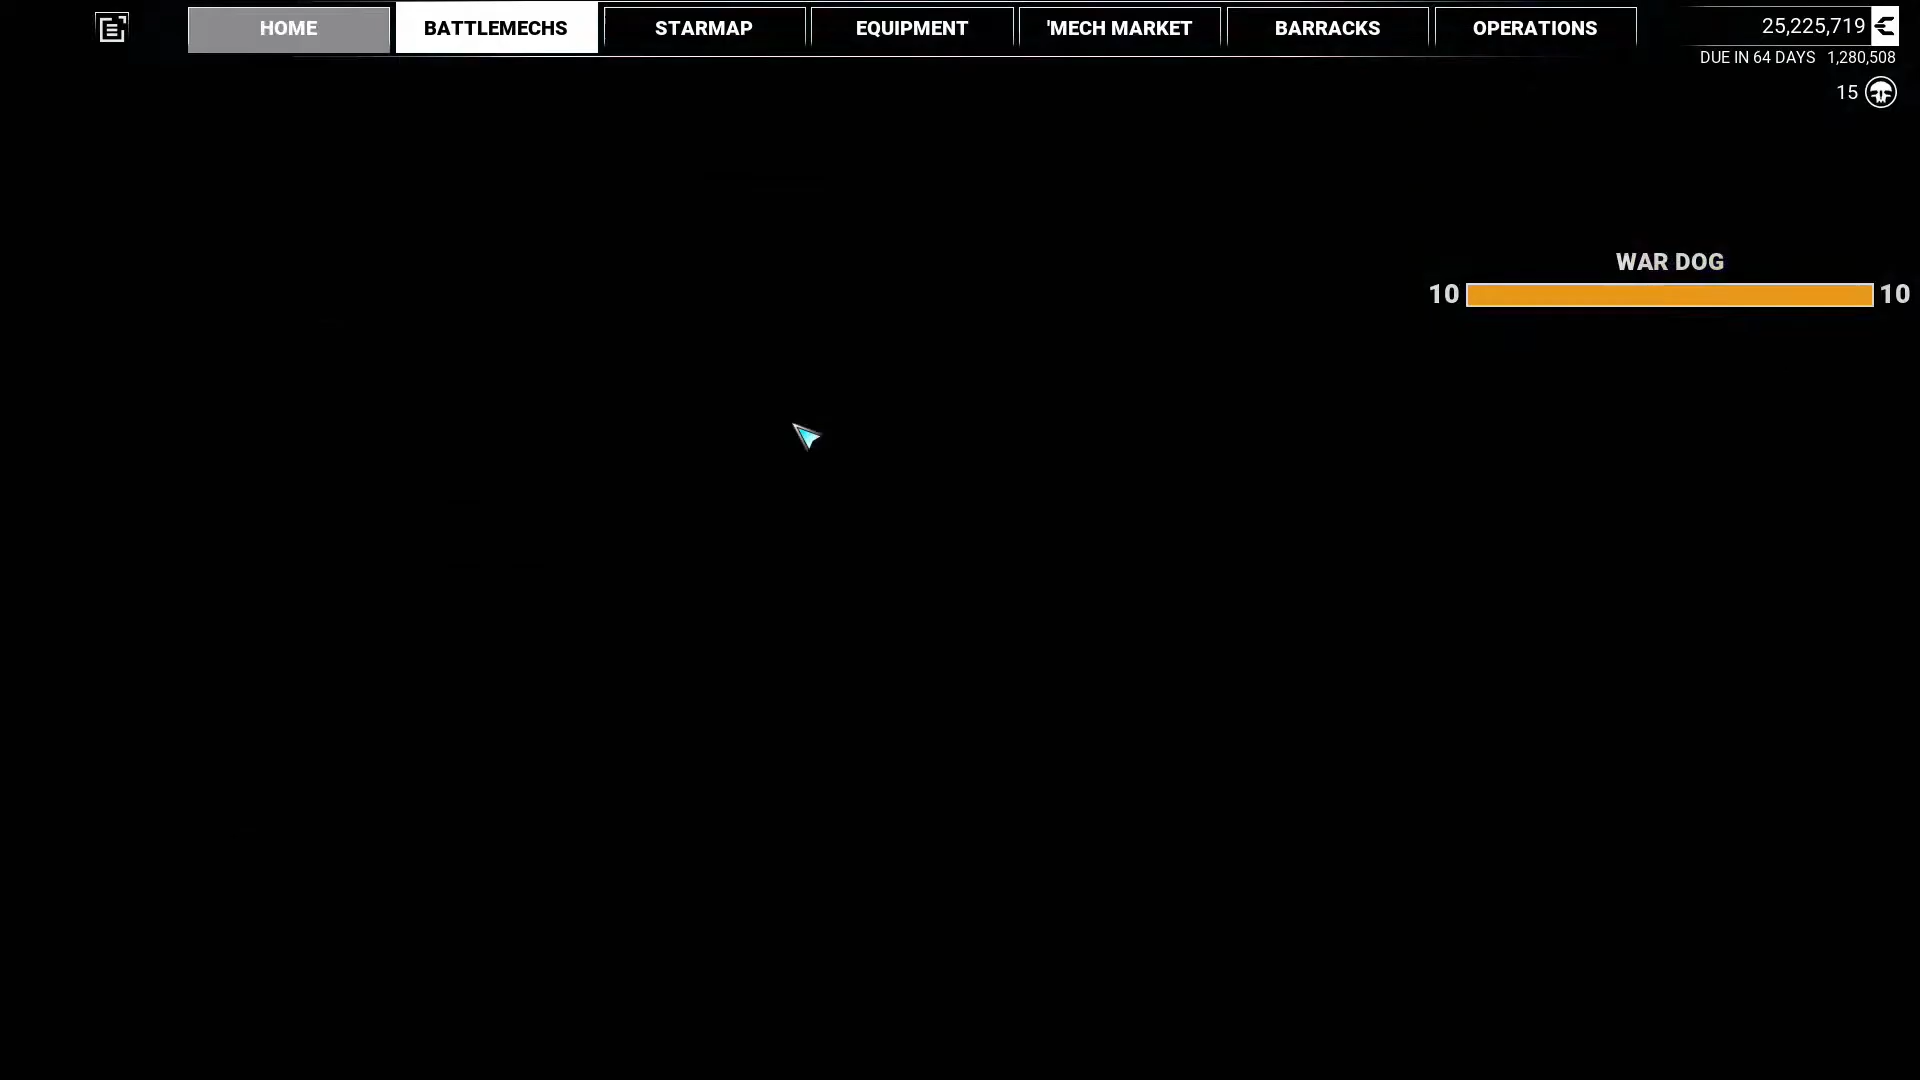 HOME BATTLEMECHS STARMAP EQUIPMENT 'MECH MARKET BARRACKS OPERATIONS 25,225,719
DUE IN 64 DAYS 1,280,508
15
WAR DOG
10 10